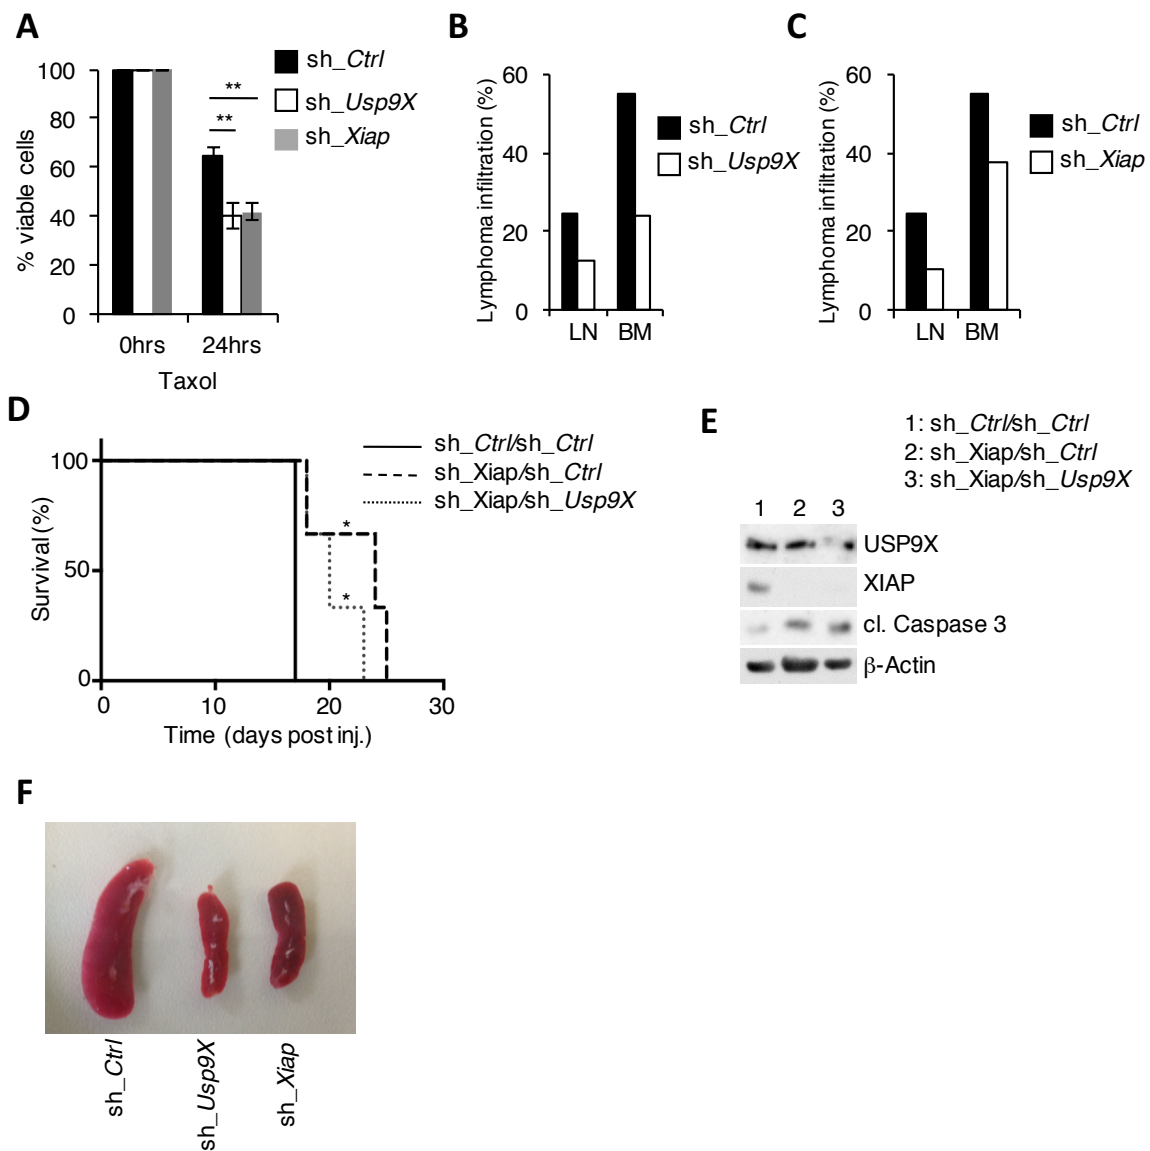 A
100
80
60
40
20
0
% viable cells
**
**
0hrs 24hrs
Taxol
sh_Ctrl
sh_Usp9X
sh_Xiap
B
60
40
20
0
Lymphoma infiltration (%)
LN BM
sh_Ctrl
sh_Usp9X
C
60
40
20
0
Lymphoma infiltration (%)
LN BM
sh_Ctrl
sh_Xiap
D
100
50
0
Survival (%)
*
*
0 10 20 30
Time (days post inj.)
sh_Ctrl/sh_Ctrl
sh_Xiap/sh_Ctrl
sh_Xiap/sh_Usp9X
E
1: sh_Ctrl/sh_Ctrl
2: sh_Xiap/sh_Ctrl
3: sh_Xiap/sh_Usp9X
1 2 3
USP9X
XIAP
cl. Caspase 3
β-Actin
F
sh_Ctrl
sh_Usp9X
sh_Xiap